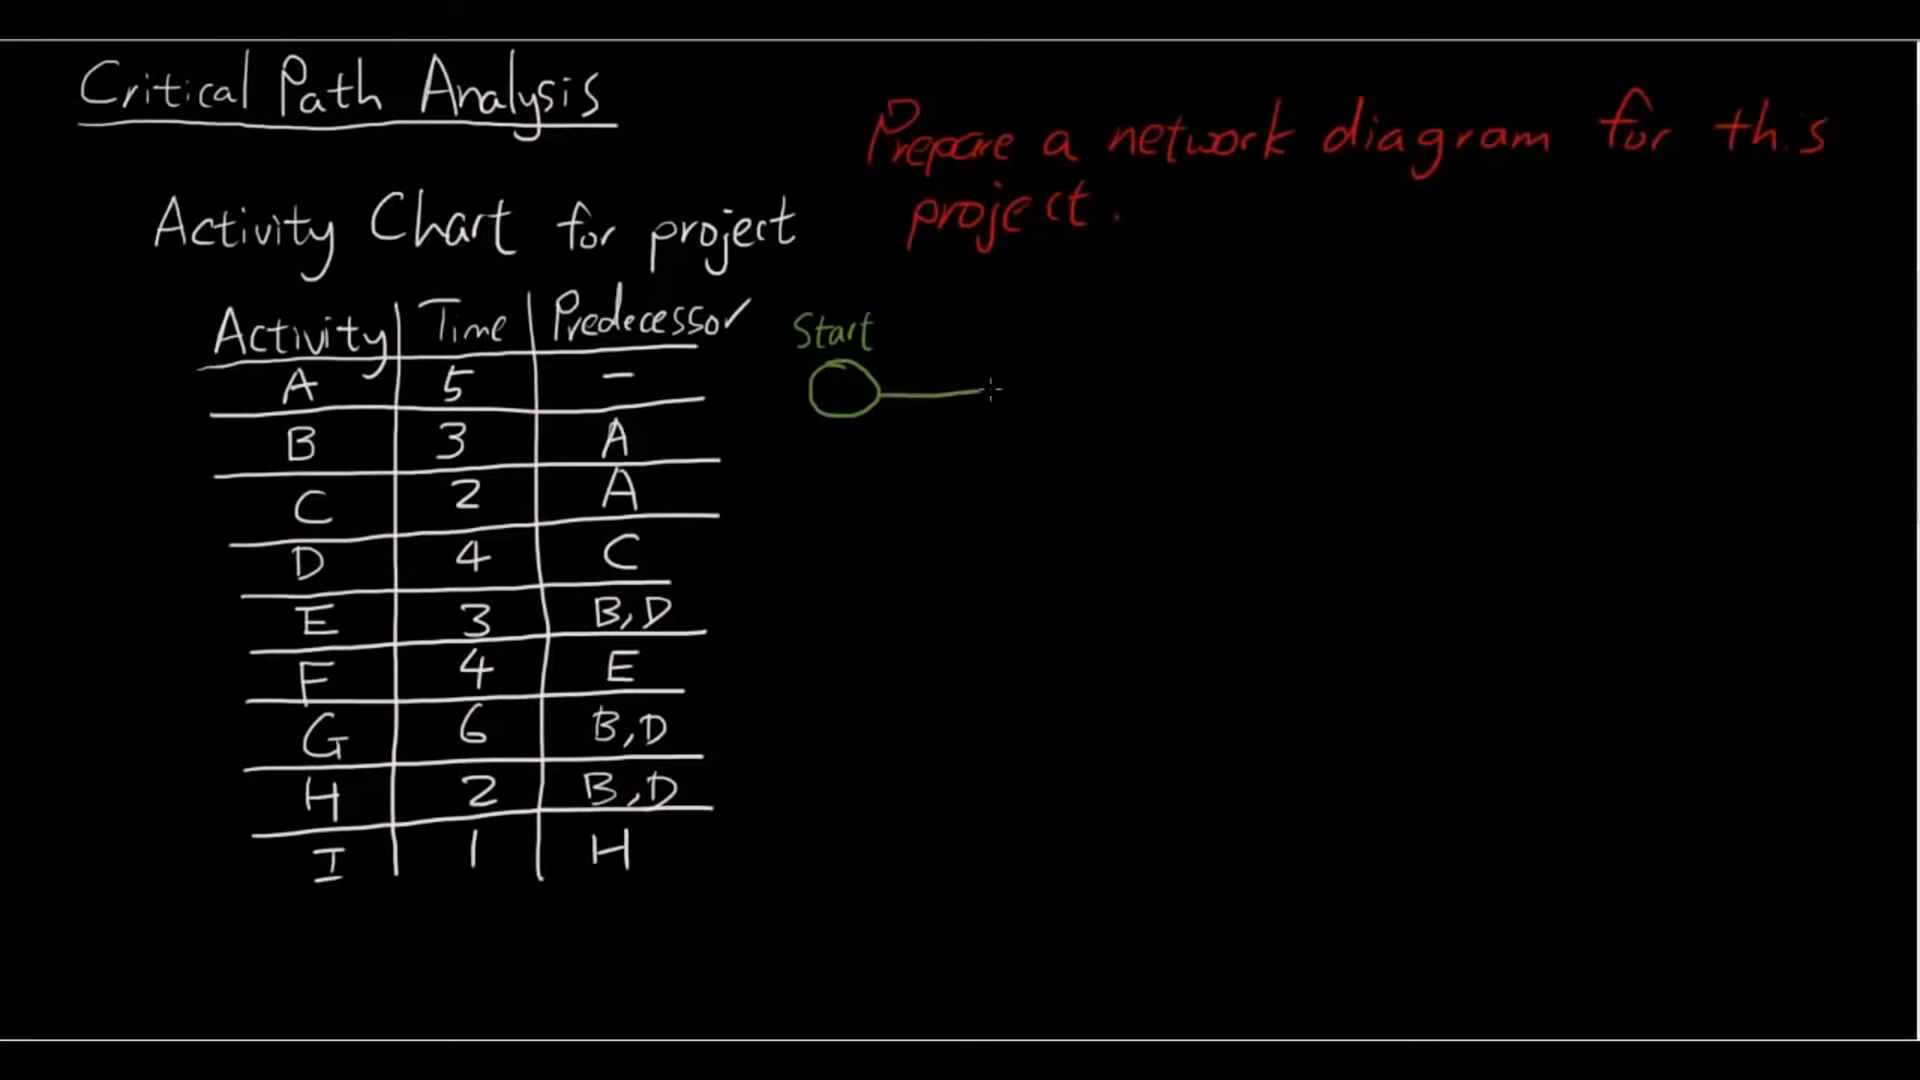 Critical Path Analysis
Prepare a network diagram for this
project.
Activity Chart for project
Activity Time Predecessor
Start
A 5 -
B 3 A
C 2 A
D 4 C
E 3 B,D
F 4 E
G 6 B,D
H 2 B,D
I 1 H